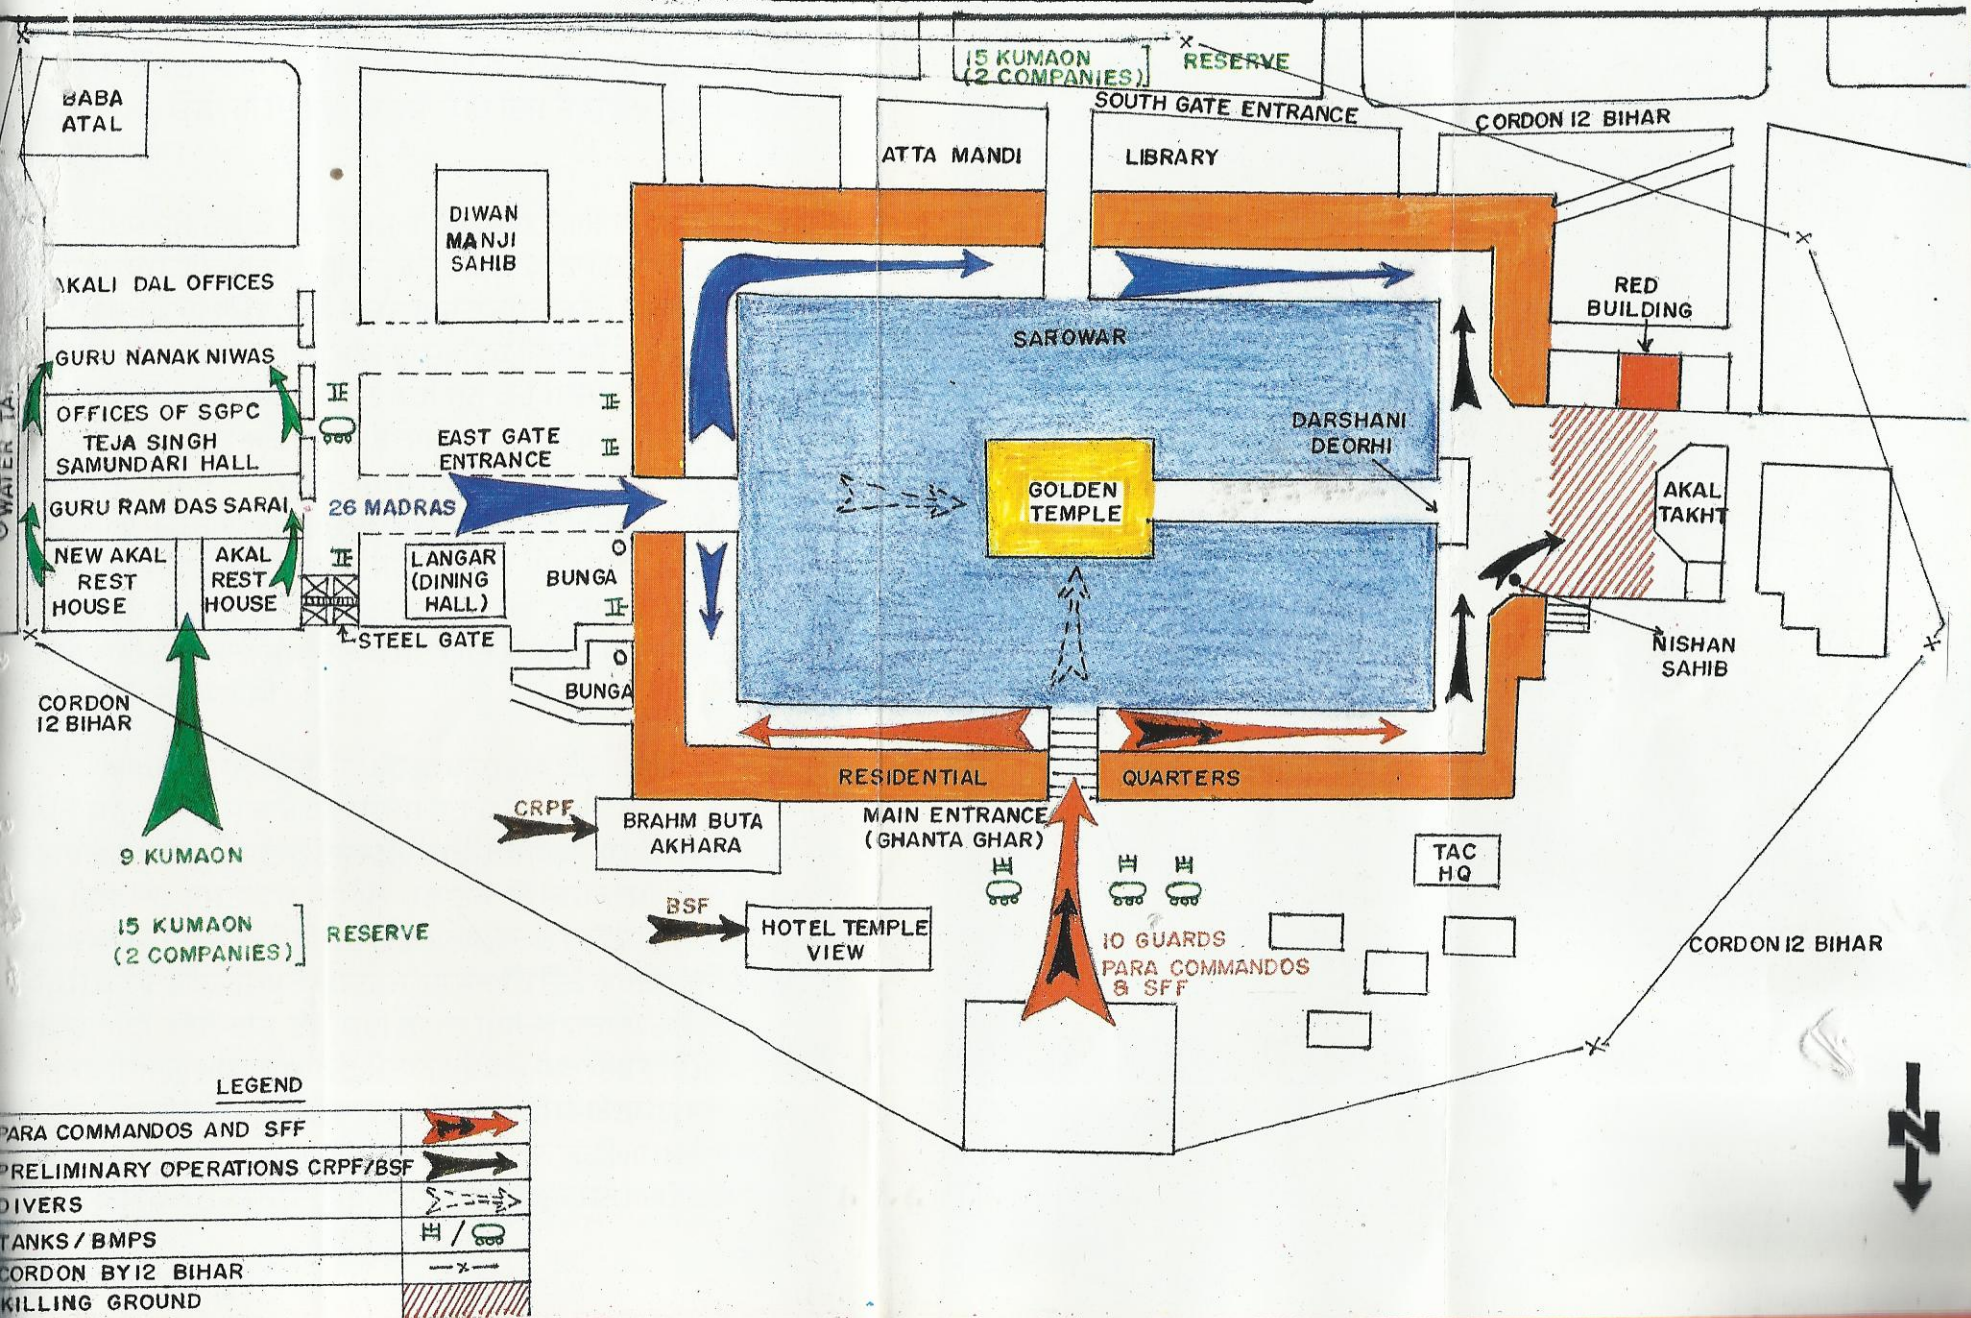 15 KUMAON
(2 COMPANIES)
RESERVE
SOUTH GATE ENTRANCE
CORDON 12 BIHAR
BABA
ATAL
ATTA MANDI
LIBRARY
DIWAN
MANJI
SAHIB
AKALI DAL OFFICES
RED
BUILDING
SAROWAR
GURU NANAK NIWAS
OFFICES OF SGPC
TEJA SINGH
SAMUNDARI HALL
EAST GATE
ENTRANCE
DARSHANI
DEORHI
GURU RAM DAS SARAI
26 MADRAS
GOLDEN
TEMPLE
AKAL
TAKHT
NEW AKAL
REST
HOUSE
AKAL
REST
HOUSE
LANGAR
(DINING
HALL)
BUNGA
STEEL GATE
BUNGA
NISHAN
SAHIB
CORDON
12 BIHAR
RESIDENTIAL
QUARTERS
CRPF
BRAHM BUTA
AKHARA
MAIN ENTRANCE
(GHANTA GHAR)
TAC
HQ
9 KUMAON
BSF
HOTEL TEMPLE
VIEW
15 KUMAON
(2 COMPANIES)
RESERVE
10 GUARDS
PARA COMMANDOS
& SFF
CORDON 12 BIHAR
N
LEGEND
PARA COMMANDOS AND SFF
PRELIMINARY OPERATIONS CRPF/BSF
DIVERS
TANKS / BMPS
/
CORDON BY 12 BIHAR
KILLING GROUND